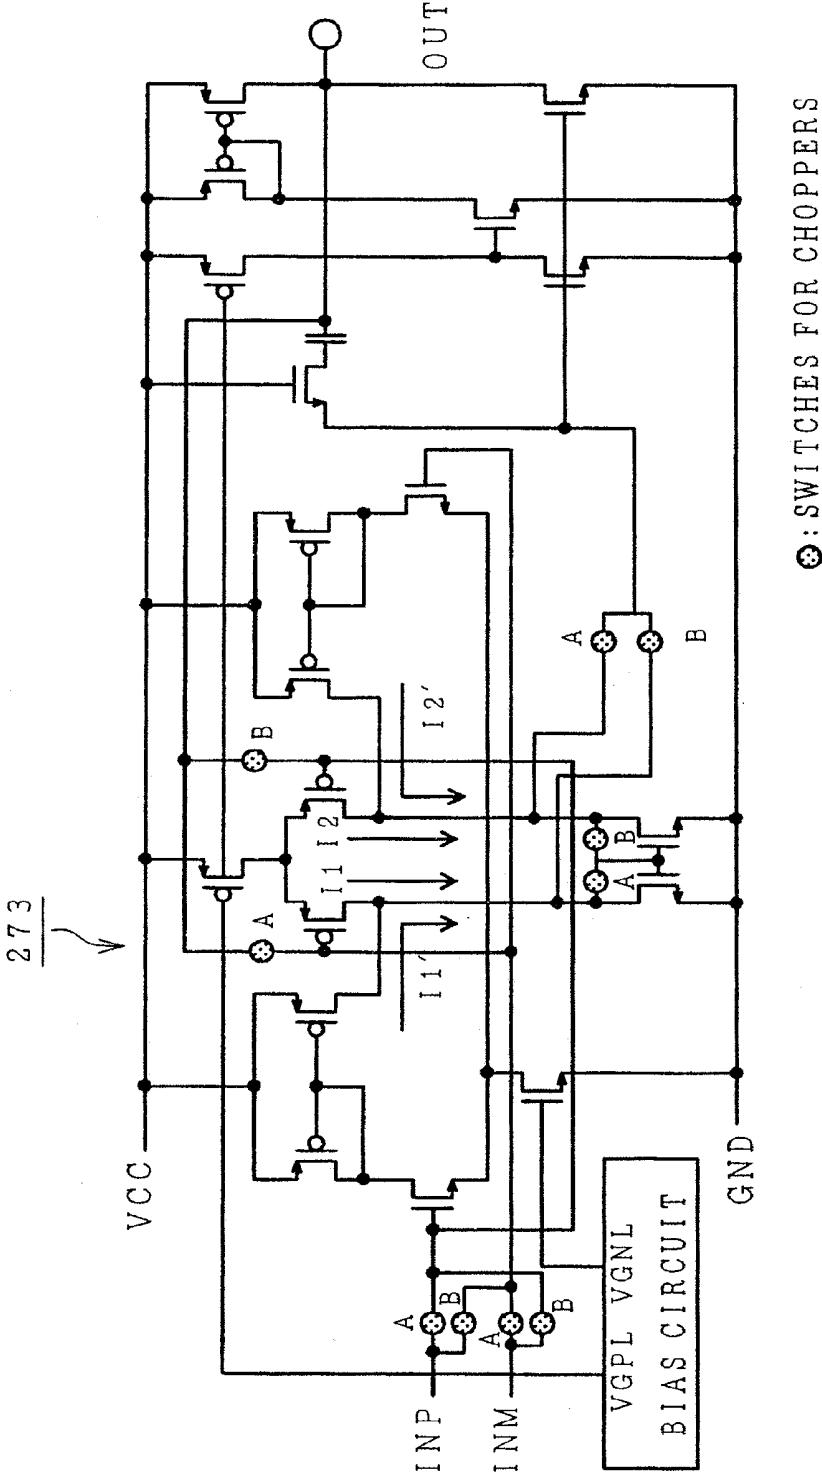 273
VCC
OUT
A
B
I1
I2
I1'
I2'
A
B
A
B
INP
INM
A
B
A
B
VGPL VGNL
BIAS CIRCUIT
GND
: SWITCHES FOR CHOPPERS